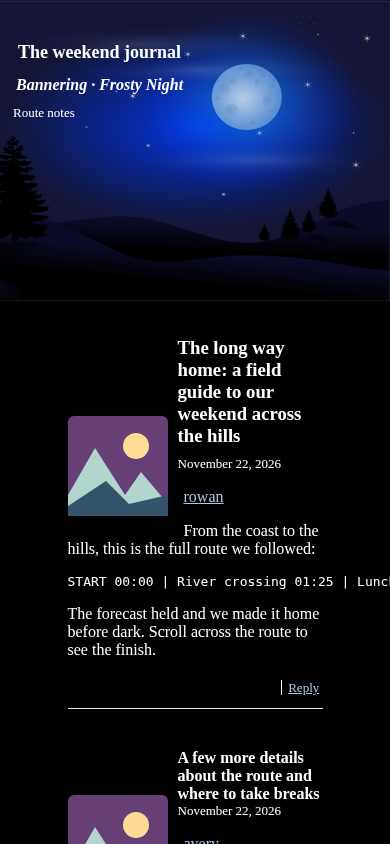 The weekend journal
Bannering · Frosty Night
Route notes
The long way
home: a field
guide to our
weekend across
the hills
November 22, 2026
rowan
From the coast to the
hills, this is the full route we followed:
START 00:00 | River crossing 01:25 | Lunc
The forecast held and we made it home
before dark. Scroll across the route to
see the finish.
Reply
A few more details
about the route and
where to take breaks
November 22, 2026
avery